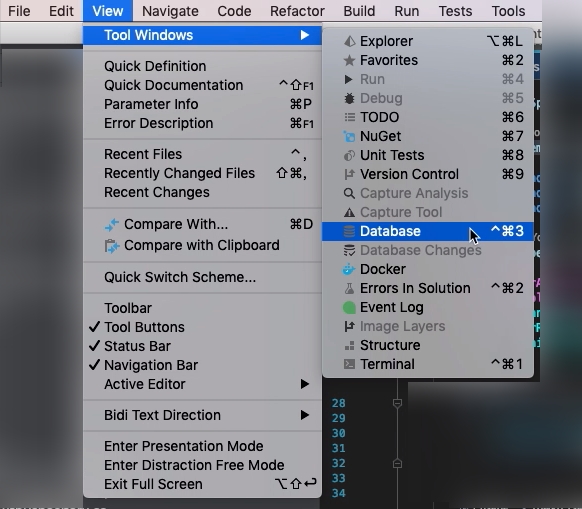 File Edit View Navigate Code Refactor Build Run Tests Tools
Tool Windows ▶
Quick Definition
Quick Documentation ^⇧F1
Parameter Info ⌘P
Error Description ⌘F1
Recent Files ^,
Recently Changed Files ⇧⌘,
Recent Changes
Compare With... ⌘D
Compare with Clipboard
Quick Switch Scheme...
Toolbar
✓ Tool Buttons
✓ Status Bar
✓ Navigation Bar
Active Editor ▶
Bidi Text Direction ▶
Enter Presentation Mode
Enter Distraction Free Mode
Exit Full Screen ⌥⇧↩
Explorer ⌥⌘L
Favorites ⌘2
Run ⌘4
Debug ⌘5
TODO ⌘6
NuGet ⌘7
Unit Tests ⌘8
Version Control ⌘9
Capture Analysis
Capture Tool
Database ^⌘3
Database Changes
Docker
Errors In Solution ^⌘2
Event Log
Image Layers
Structure
Terminal ^⌘1
28
29
30
31
32
33
34